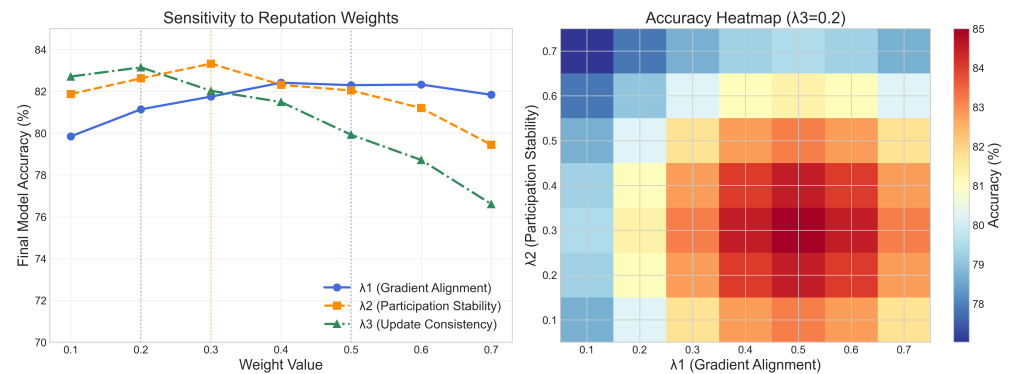 Sensitivity to Reputation Weights
Final Model Accuracy (%)
84
82
80
78
76
74
72
70
0.1 0.2 0.3 0.4 0.5 0.6 0.7
Weight Value
λ1 (Gradient Alignment)
λ2 (Participation Stability)
λ3 (Update Consistency)
Accuracy Heatmap (λ3=0.2)
λ2 (Participation Stability)
0.7
0.6
0.5
0.4
0.3
0.2
0.1
0.1 0.2 0.3 0.4 0.5 0.6 0.7
λ1 (Gradient Alignment)
85
84
83
82
81
80
79
78
Accuracy (%)